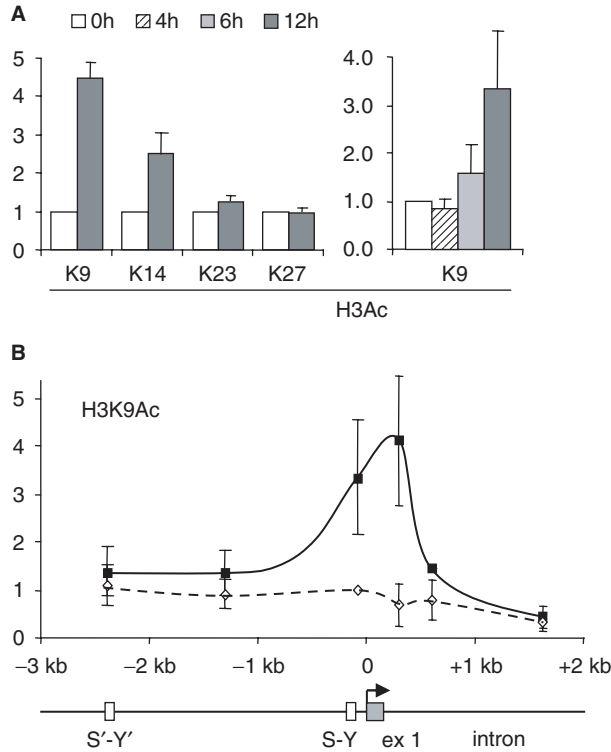 A
0h 4h 6h 12h
5
4
3
2
1
0
K9 K14 K23 K27
4.0
3.0
2.0
1.0
0.0
K9
H3Ac
B
H3K9Ac
5
4
3
2
1
0
–3 kb –2 kb –1 kb 0 +1 kb +2 kb
S′-Y′ S-Y ex 1 intron